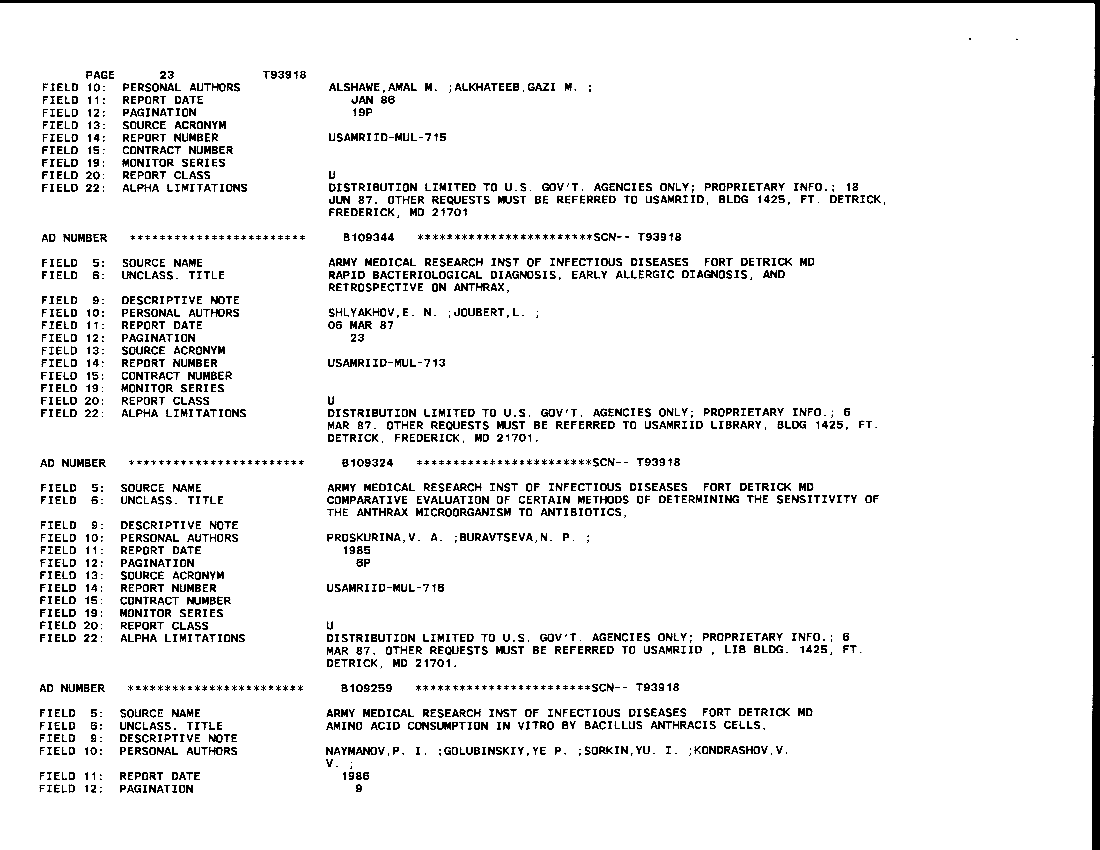 PAGE 23 T93918
FIELD 10: PERSONAL AUTHORS ALSHAWE,AMAL M. ;ALKHATEEB,GAZI M. ;
FIELD 11: REPORT DATE JAN 86
FIELD 12: PAGINATION 19P
FIELD 13: SOURCE ACRONYM
FIELD 14: REPORT NUMBER USAMRIID-MUL-715
FIELD 15: CONTRACT NUMBER
FIELD 19: MONITOR SERIES
FIELD 20: REPORT CLASS U
FIELD 22: ALPHA LIMITATIONS DISTRIBUTION LIMITED TO U.S. GOV'T. AGENCIES ONLY; PROPRIETARY INFO.; 18
JUN 87. OTHER REQUESTS MUST BE REFERRED TO USAMRIID, BLDG 1425, FT. DETRICK,
FREDERICK, MD 21701
AD NUMBER ************************ B109344 ************************SCN-- T93918
FIELD 5: SOURCE NAME ARMY MEDICAL RESEARCH INST OF INFECTIOUS DISEASES FORT DETRICK MD
FIELD 6: UNCLASS. TITLE RAPID BACTERIOLOGICAL DIAGNOSIS, EARLY ALLERGIC DIAGNOSIS, AND
RETROSPECTIVE ON ANTHRAX,
FIELD 9: DESCRIPTIVE NOTE
FIELD 10: PERSONAL AUTHORS SHLYAKHOV,E. N. ;JOUBERT,L. ;
FIELD 11: REPORT DATE 06 MAR 87
FIELD 12: PAGINATION 23
FIELD 13: SOURCE ACRONYM
FIELD 14: REPORT NUMBER USAMRIID-MUL-713
FIELD 15: CONTRACT NUMBER
FIELD 19: MONITOR SERIES
FIELD 20: REPORT CLASS U
FIELD 22: ALPHA LIMITATIONS DISTRIBUTION LIMITED TO U.S. GOV'T. AGENCIES ONLY; PROPRIETARY INFO.; 6
MAR 87. OTHER REQUESTS MUST BE REFERRED TO USAMRIID LIBRARY, BLDG 1425, FT.
DETRICK, FREDERICK, MD 21701.
AD NUMBER ************************ B109324 ************************SCN-- T93918
FIELD 5: SOURCE NAME ARMY MEDICAL RESEARCH INST OF INFECTIOUS DISEASES FORT DETRICK MD
FIELD 6: UNCLASS. TITLE COMPARATIVE EVALUATION OF CERTAIN METHODS OF DETERMINING THE SENSITIVITY OF
THE ANTHRAX MICROORGANISM TO ANTIBIOTICS,
FIELD 9: DESCRIPTIVE NOTE
FIELD 10: PERSONAL AUTHORS PROSKURINA,V. A. ;BURAVTSEVA,N. P. ;
FIELD 11: REPORT DATE 1985
FIELD 12: PAGINATION 6P
FIELD 13: SOURCE ACRONYM
FIELD 14: REPORT NUMBER USAMRIID-MUL-716
FIELD 15: CONTRACT NUMBER
FIELD 19: MONITOR SERIES
FIELD 20: REPORT CLASS U
FIELD 22: ALPHA LIMITATIONS DISTRIBUTION LIMITED TO U.S. GOV'T. AGENCIES ONLY; PROPRIETARY INFO.; 6
MAR 87. OTHER REQUESTS MUST BE REFERRED TO USAMRIID , LIB BLDG. 1425, FT.
DETRICK, MD 21701.
AD NUMBER ************************ B109259 ************************SCN-- T93918
FIELD 5: SOURCE NAME ARMY MEDICAL RESEARCH INST OF INFECTIOUS DISEASES FORT DETRICK MD
FIELD 6: UNCLASS. TITLE AMINO ACID CONSUMPTION IN VITRO BY BACILLUS ANTHRACIS CELLS,
FIELD 9: DESCRIPTIVE NOTE
FIELD 10: PERSONAL AUTHORS NAYMANOV,P. I. ;GOLUBINSKIY,YE P. ;SORKIN,YU. I. ;KONDRASHOV,V.
V. ;
FIELD 11: REPORT DATE 1986
FIELD 12: PAGINATION 9